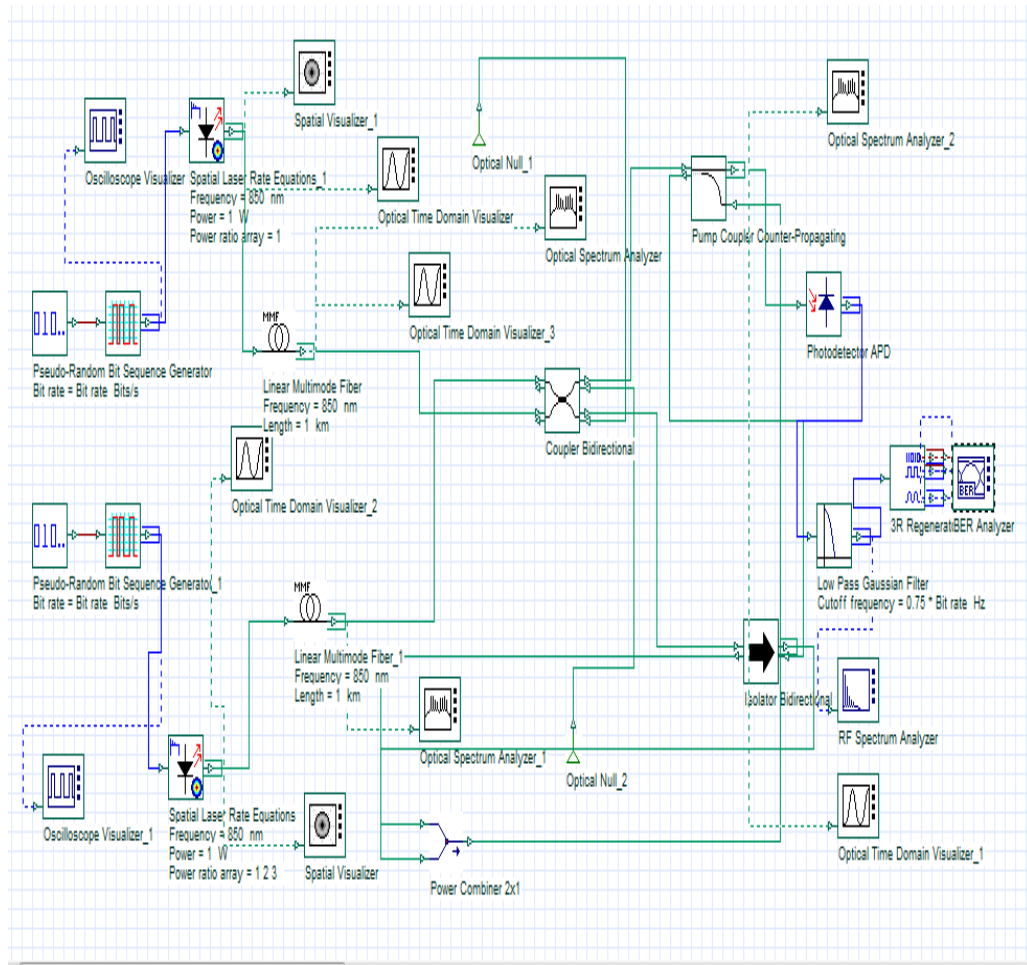 Spatial Visualizer_1
Optical Null_1
Optical Spectrum Analyzer_2
Oscilloscope Visualizer
Spatial Laser Rate Equations_1
Frequency = 850 nm
Power = 1 W
Power ratio array = 1
Optical Time Domain Visualizer
Optical Spectrum Analyzer
Pump Coupler Counter-Propagating
Optical Time Domain Visualizer_3
Photodetector APD
010..
Pseudo-Random Bit Sequence Generator
Bit rate = Bit rate Bits/s
MMF
Linear Multimode Fiber
Frequency = 850 nm
Length = 1 km
Coupler Bidirectional
Optical Time Domain Visualizer_2
BER
3R Regenerati
BER Analyzer
010..
Pseudo-Random Bit Sequence Generator_1
Bit rate = Bit rate Bits/s
Low Pass Gaussian Filter
Cutoff frequency = 0.75 * Bit rate Hz
MMF
Linear Multimode Fiber_1
Frequency = 850 nm
Length = 1 km
Isolator Bidirectional
RF Spectrum Analyzer
Optical Spectrum Analyzer_1
Optical Null_2
Oscilloscope Visualizer_1
Spatial Laser Rate Equations
Frequency = 850 nm
Power = 1 W
Power ratio array = 1 2 3
Spatial Visualizer
Power Combiner 2x1
Optical Time Domain Visualizer_1